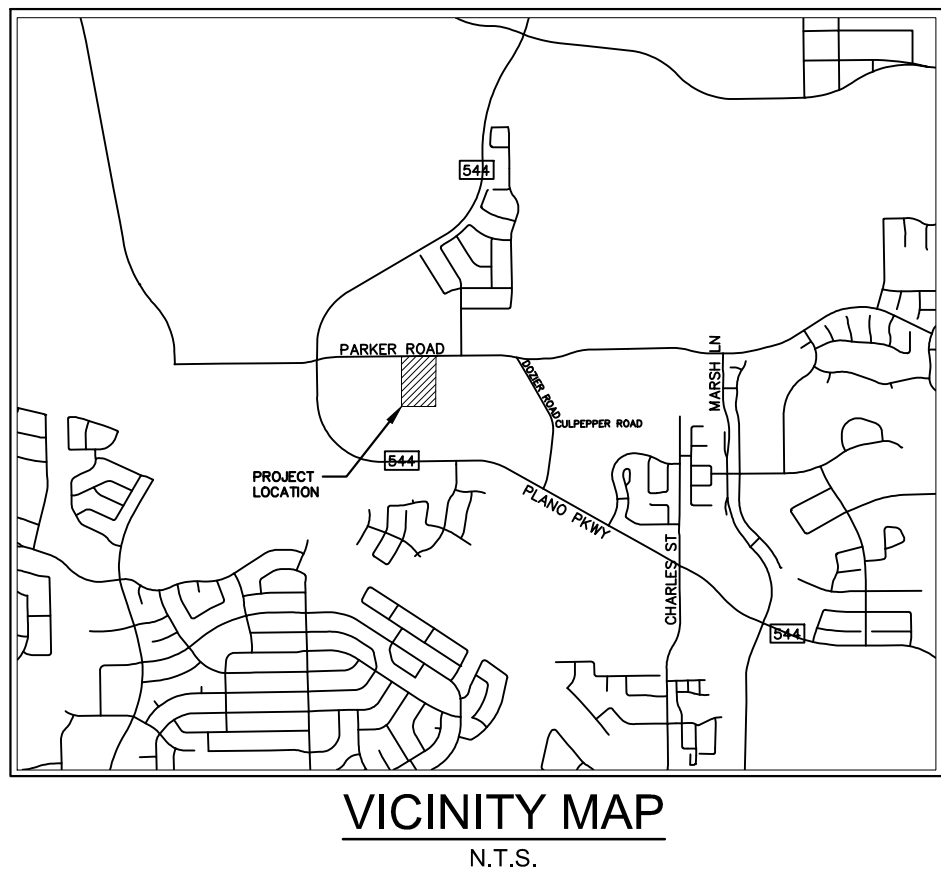 544
PARKER ROAD
MARSH LN
DOZIER ROAD
CULPEPPER ROAD
544
PROJECT
LOCATION
PLANO PKWY
CHARLES ST
544
VICINITY MAP
N.T.S.